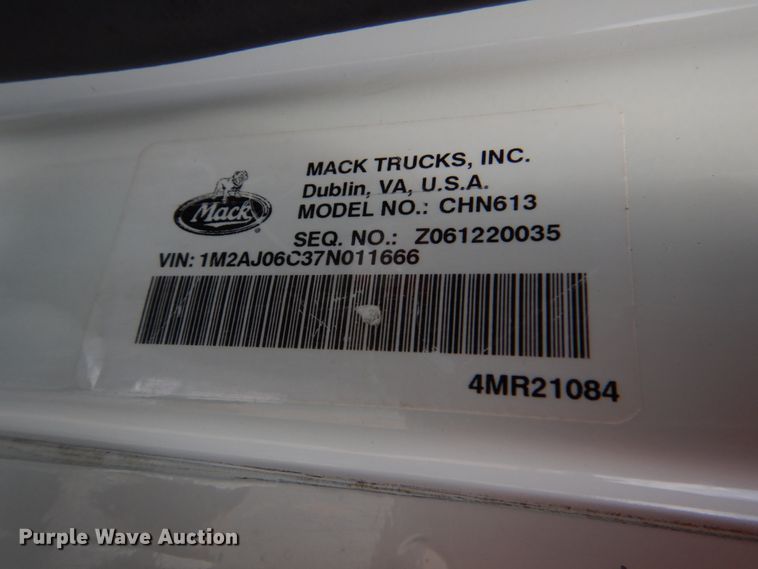 MACK TRUCKS, INC.
Dublin, VA, U.S.A.
MODEL NO.: CHN613
SEQ. NO.: Z061220035
Mack
VIN: 1M2AJ06C37N011666
4MR21084
Purple Wave Auction